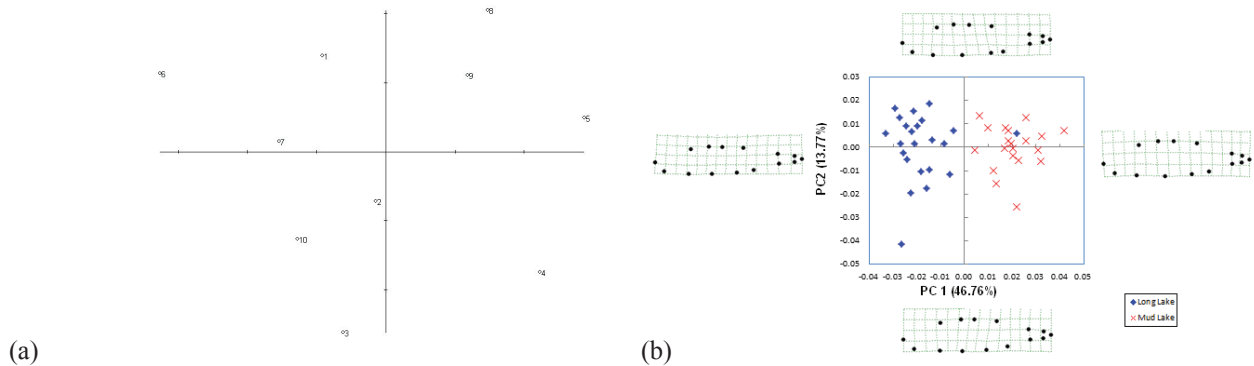 °8
°1
°9
°6
°5
°7
°2
°10
°4
°3
(a)
0.03
0.02
0.01
0.00
-0.01
-0.02
-0.03
-0.04
-0.05
PC2 (13.77%)
-0.04 -0.03 -0.02 -0.01 0.00 0.01 0.02 0.03 0.04 0.05
PC 1 (46.76%)
Long Lake
Mud Lake
(b)